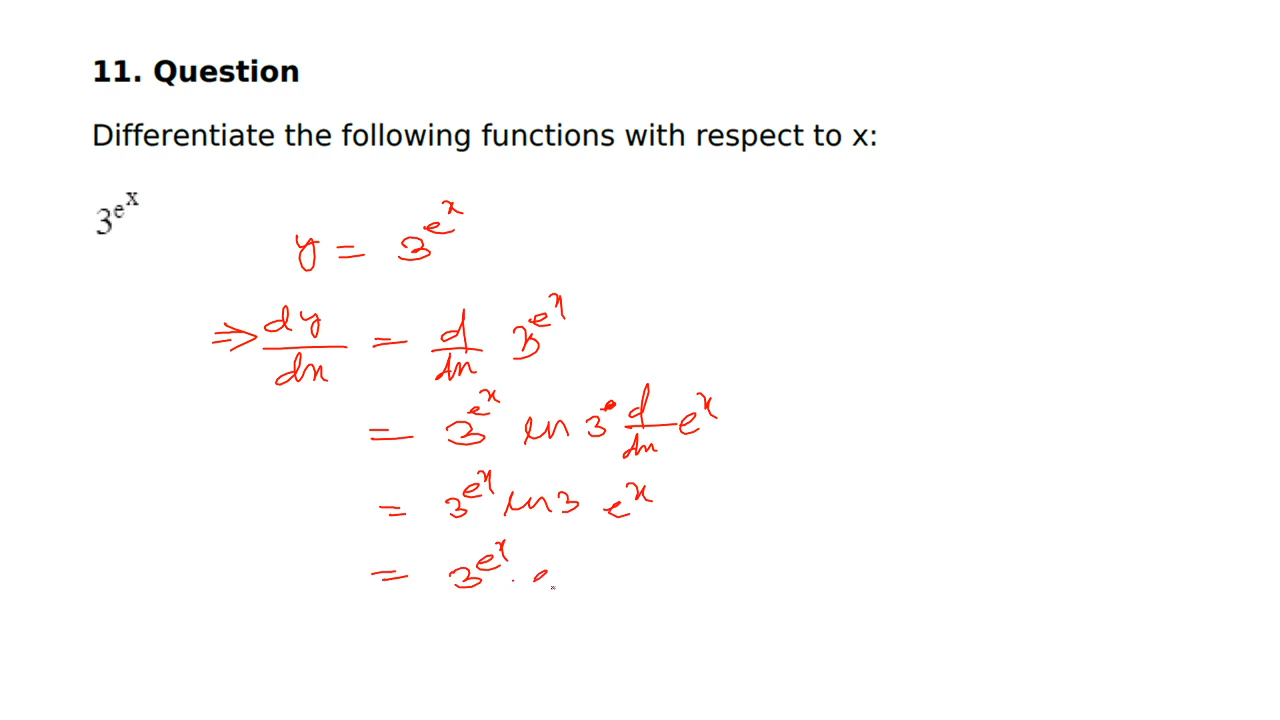 11. Question
Differentiate the following functions with respect to x:
3^{e^x}
y = 3^{e^x}
⇒ dy/dx = d/dx 3^{e^x}
= 3^{e^x} ln 3 · d/dx e^x
= 3^{e^x} ln 3 e^x
= 3^{e^x} · e